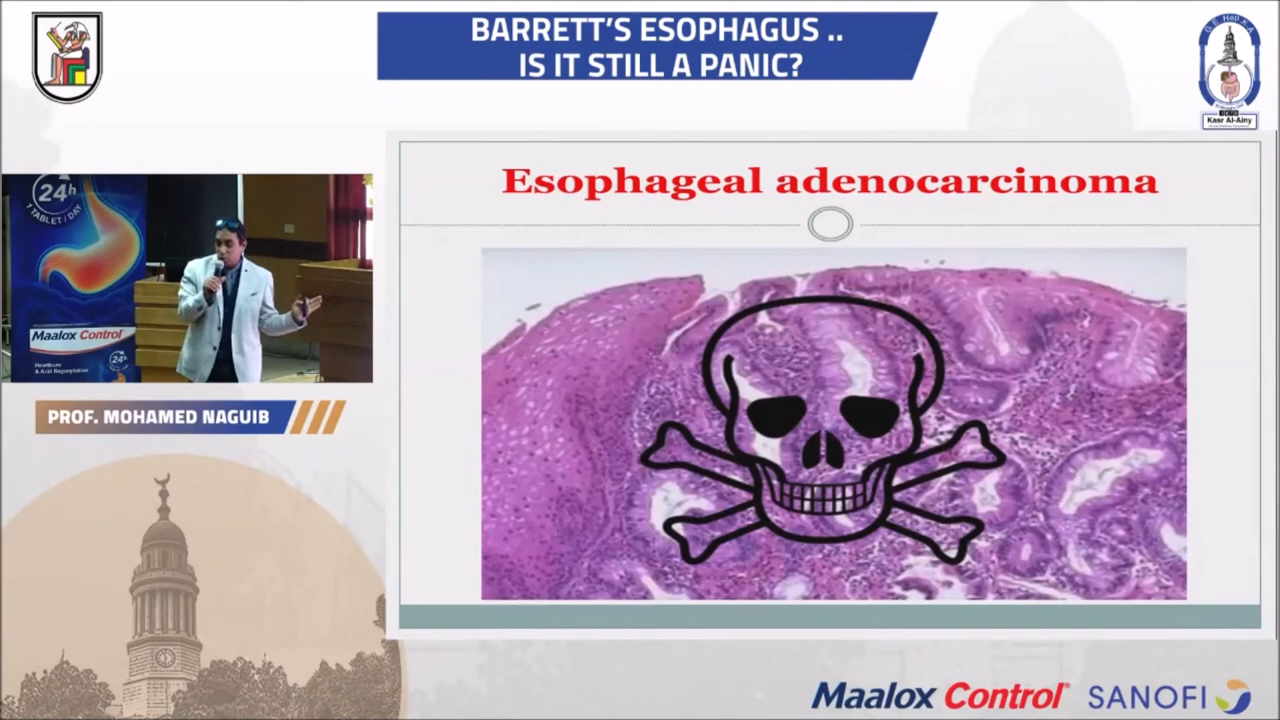 BARRETT'S ESOPHAGUS ..
IS IT STILL A PANIC?
Kasr Al-Ainy
Esophageal adenocarcinoma
24h
1 TABLET / DAY
Maalox Control
24h
Heartburn
& Acid Regurgitation
PROF. MOHAMED NAGUIB
Maalox Control®
SANOFI